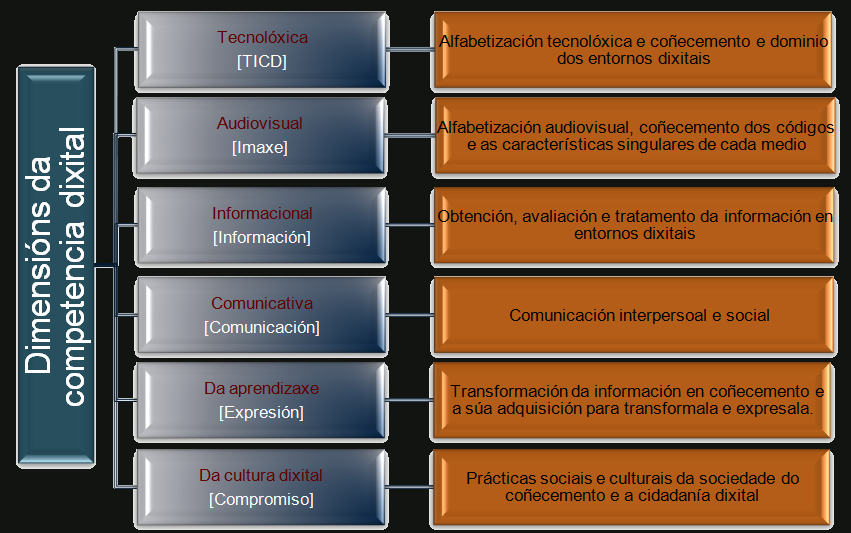 Dimensións da
competencia dixital
Tecnolóxica
[TICD]
Alfabetización tecnolóxica e coñecemento e dominio
dos entornos dixitais
Audiovisual
[Imaxe]
Alfabetización audiovisual, coñecemento dos códigos
e as características singulares de cada medio
Informacional
[Información]
Obtención, avaliación e tratamento da información en
entornos dixitais
Comunicativa
[Comunicación]
Comunicación interpersoal e social
Da aprendizaxe
[Expresión]
Transformación da información en coñecemento e
a súa adquisición para transformala e expresala.
Da cultura dixital
[Compromiso]
Prácticas sociais e culturais da sociedade do
coñecemento e a cidadanía dixital